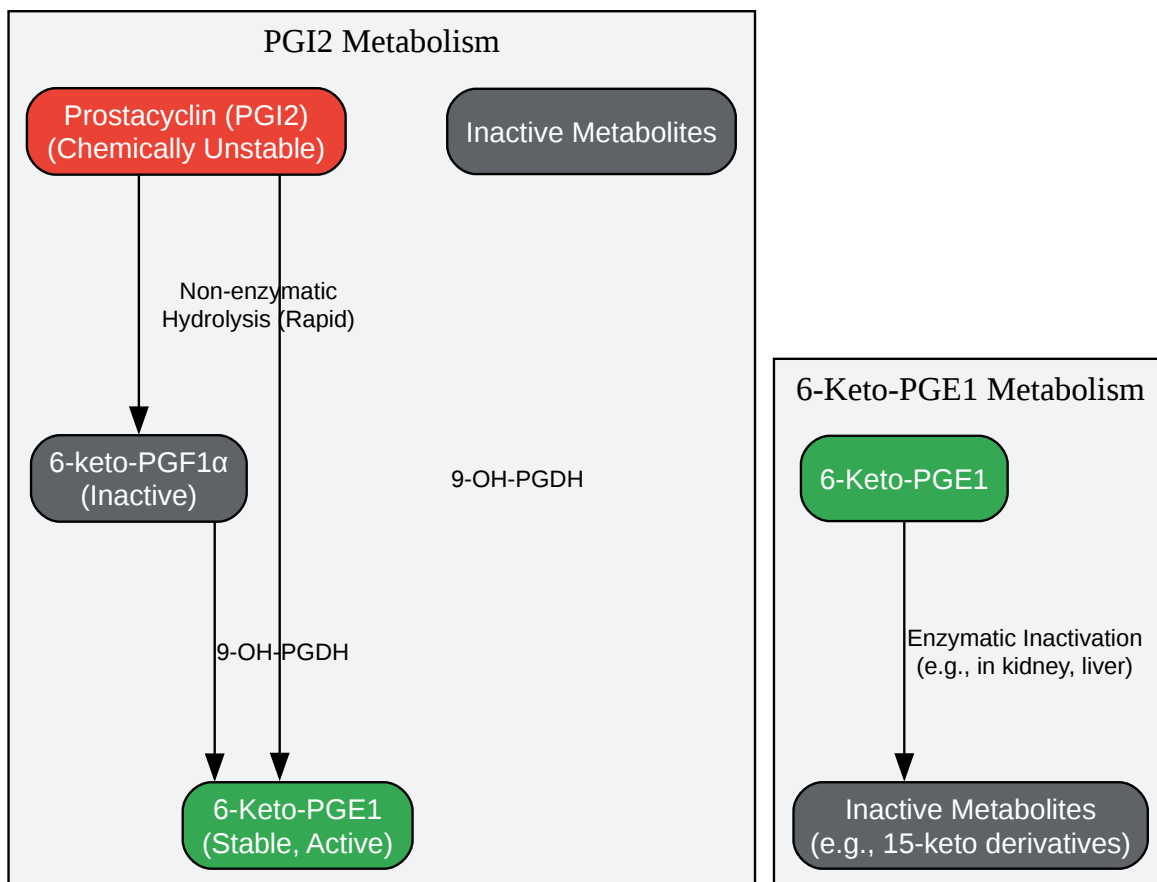 PGI2 Metabolism
Prostacyclin (PGI2)
(Chemically Unstable)
Inactive Metabolites
Non-enzymatic
Hydrolysis (Rapid)
6-keto-PGF1α
(Inactive)
9-OH-PGDH
9-OH-PGDH
6-Keto-PGE1
(Stable, Active)
6-Keto-PGE1 Metabolism
6-Keto-PGE1
Enzymatic Inactivation
(e.g., in kidney, liver)
Inactive Metabolites
(e.g., 15-keto derivatives)